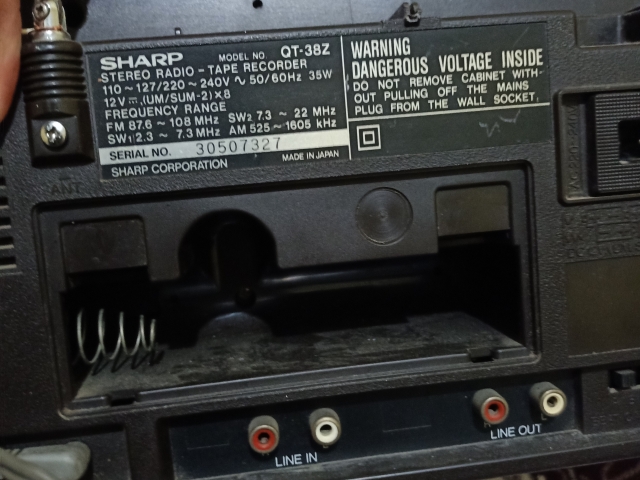 SHARP MODEL NO. QT-38Z
STEREO RADIO-TAPE RECORDER
110~127/220~240V ∿ 50/60Hz 35W
12V ⎓ (UM/SUM-2)×8
FREQUENCY RANGE
FM 87.6 ~ 108 MHz SW2 7.3 ~ 22 MHz
SW1 2.3 ~ 7.3 MHz AM 525 ~ 1605 kHz
SERIAL NO. 30507327
SHARP CORPORATION MADE IN JAPAN
WARNING
DANGEROUS VOLTAGE INSIDE
DO NOT REMOVE CABINET WITH-
OUT PULLING OFF THE MAINS
PLUG FROM THE WALL SOCKET.
ANT
LINE IN
LINE OUT